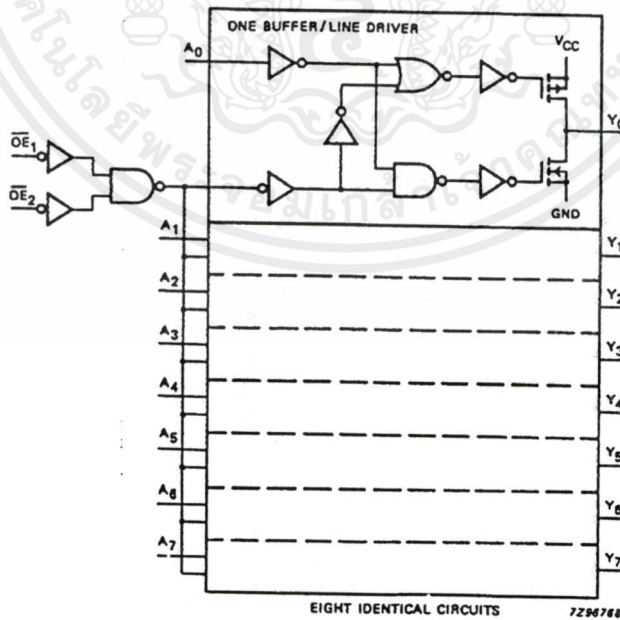 ONE BUFFER/LINE DRIVER
A0
VCC
Y0
OE1
OE2
GND
A1
Y1
A2
Y2
A3
Y3
A4
Y4
A5
Y5
A6
Y6
A7
Y7
EIGHT IDENTICAL CIRCUITS